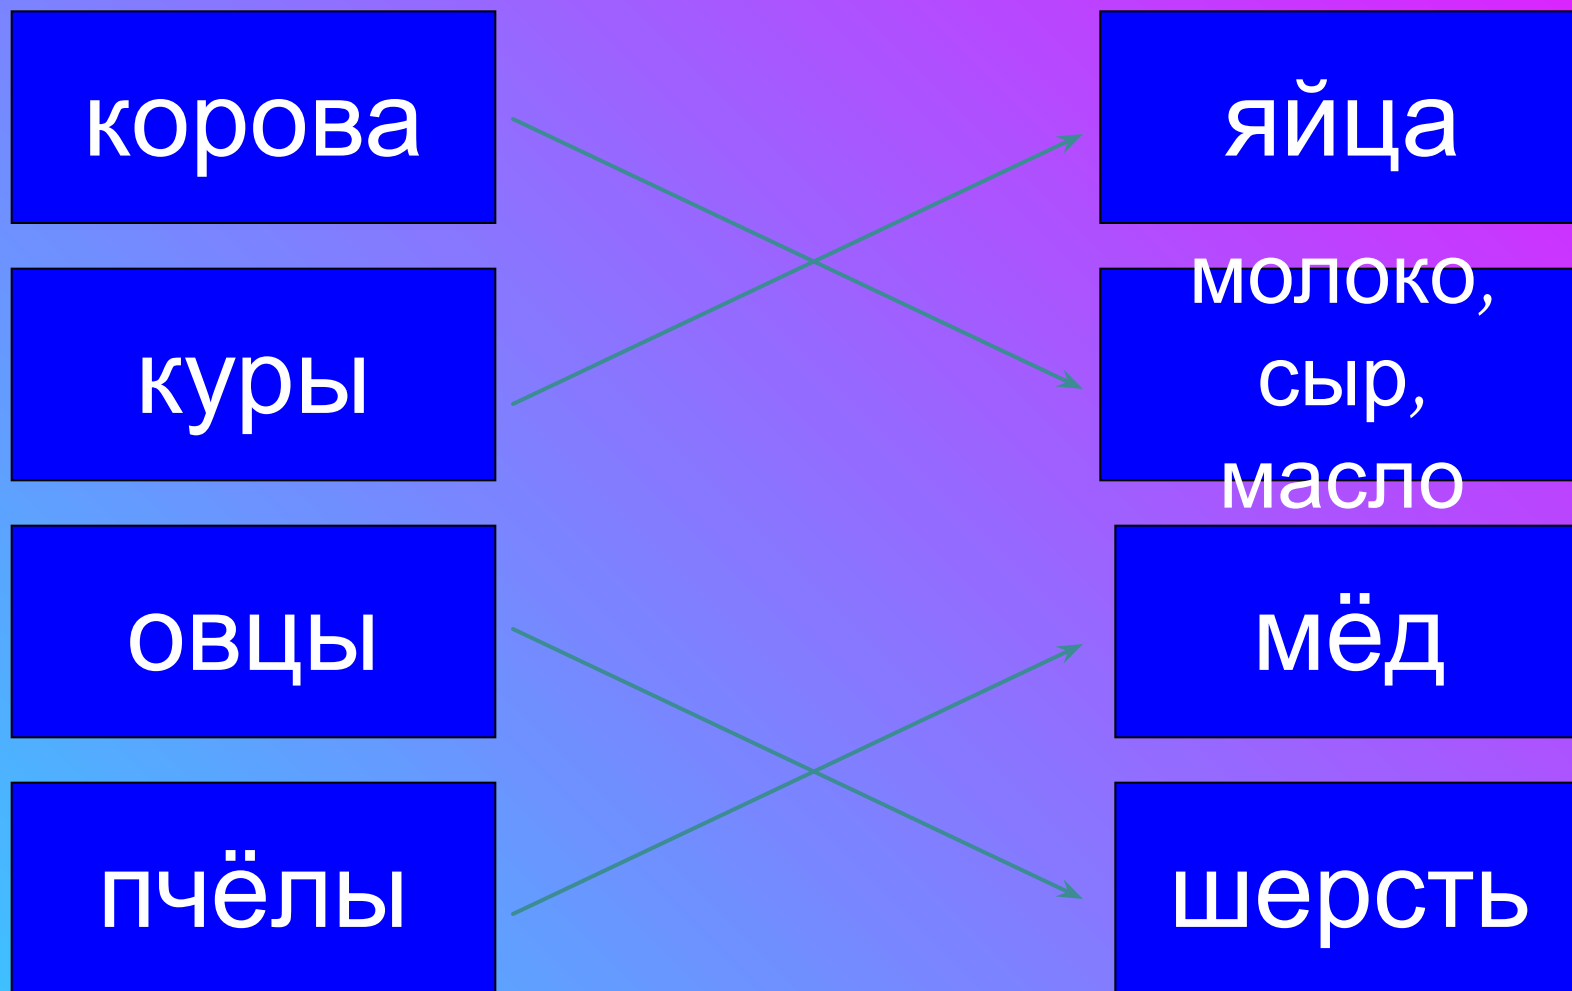 корова
куры
овцы
пчёлы
яйца
молоко,
сыр,
масло
мёд
шерсть